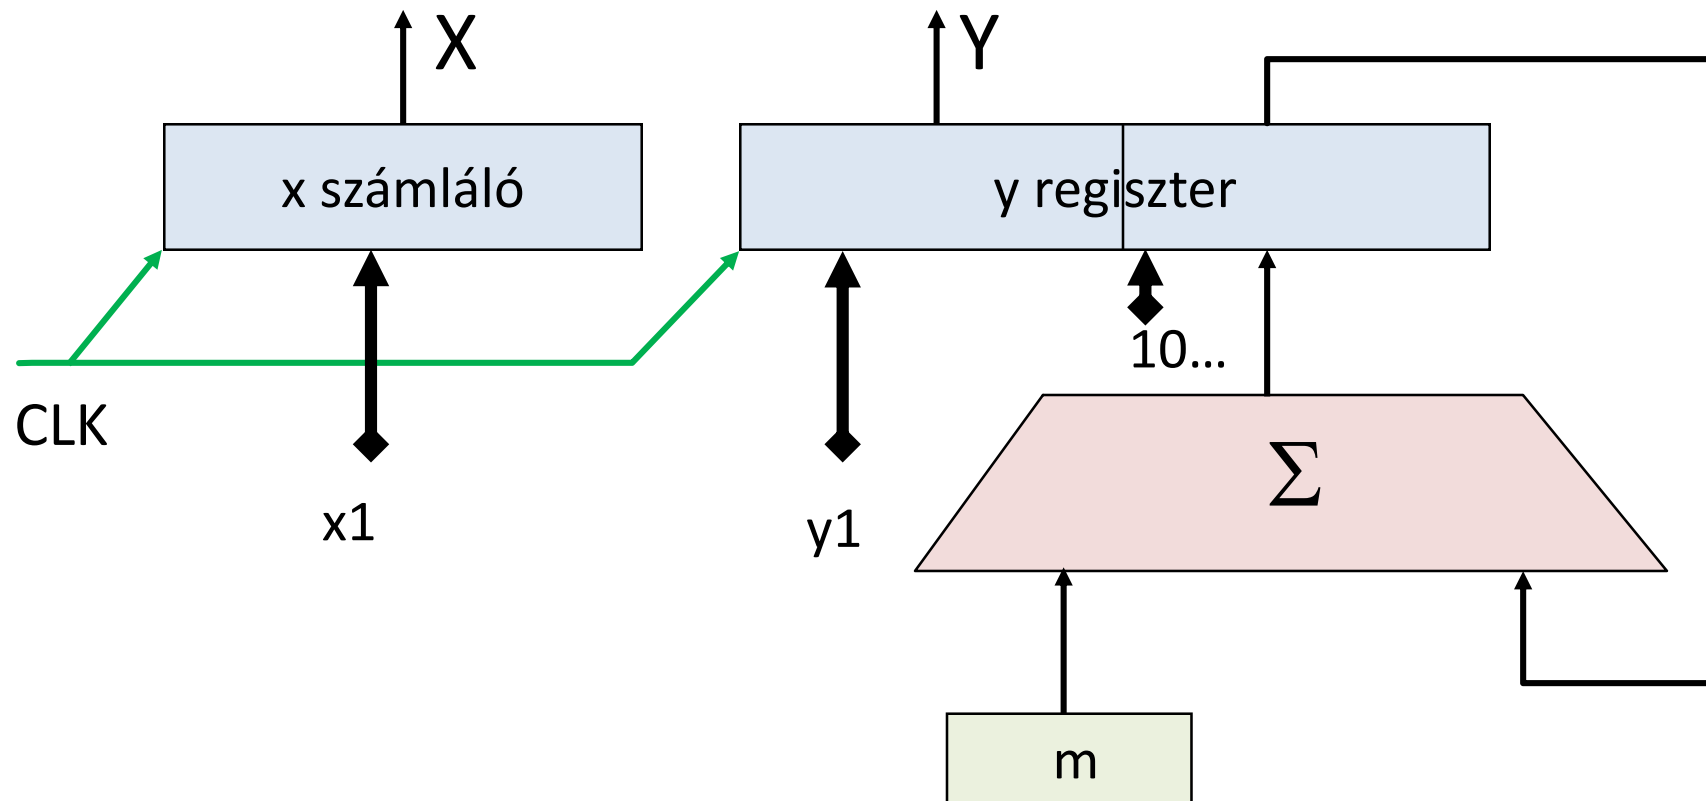 X
Y
x számláló
y regiszter
10...
CLK
Σ
x1
y1
m